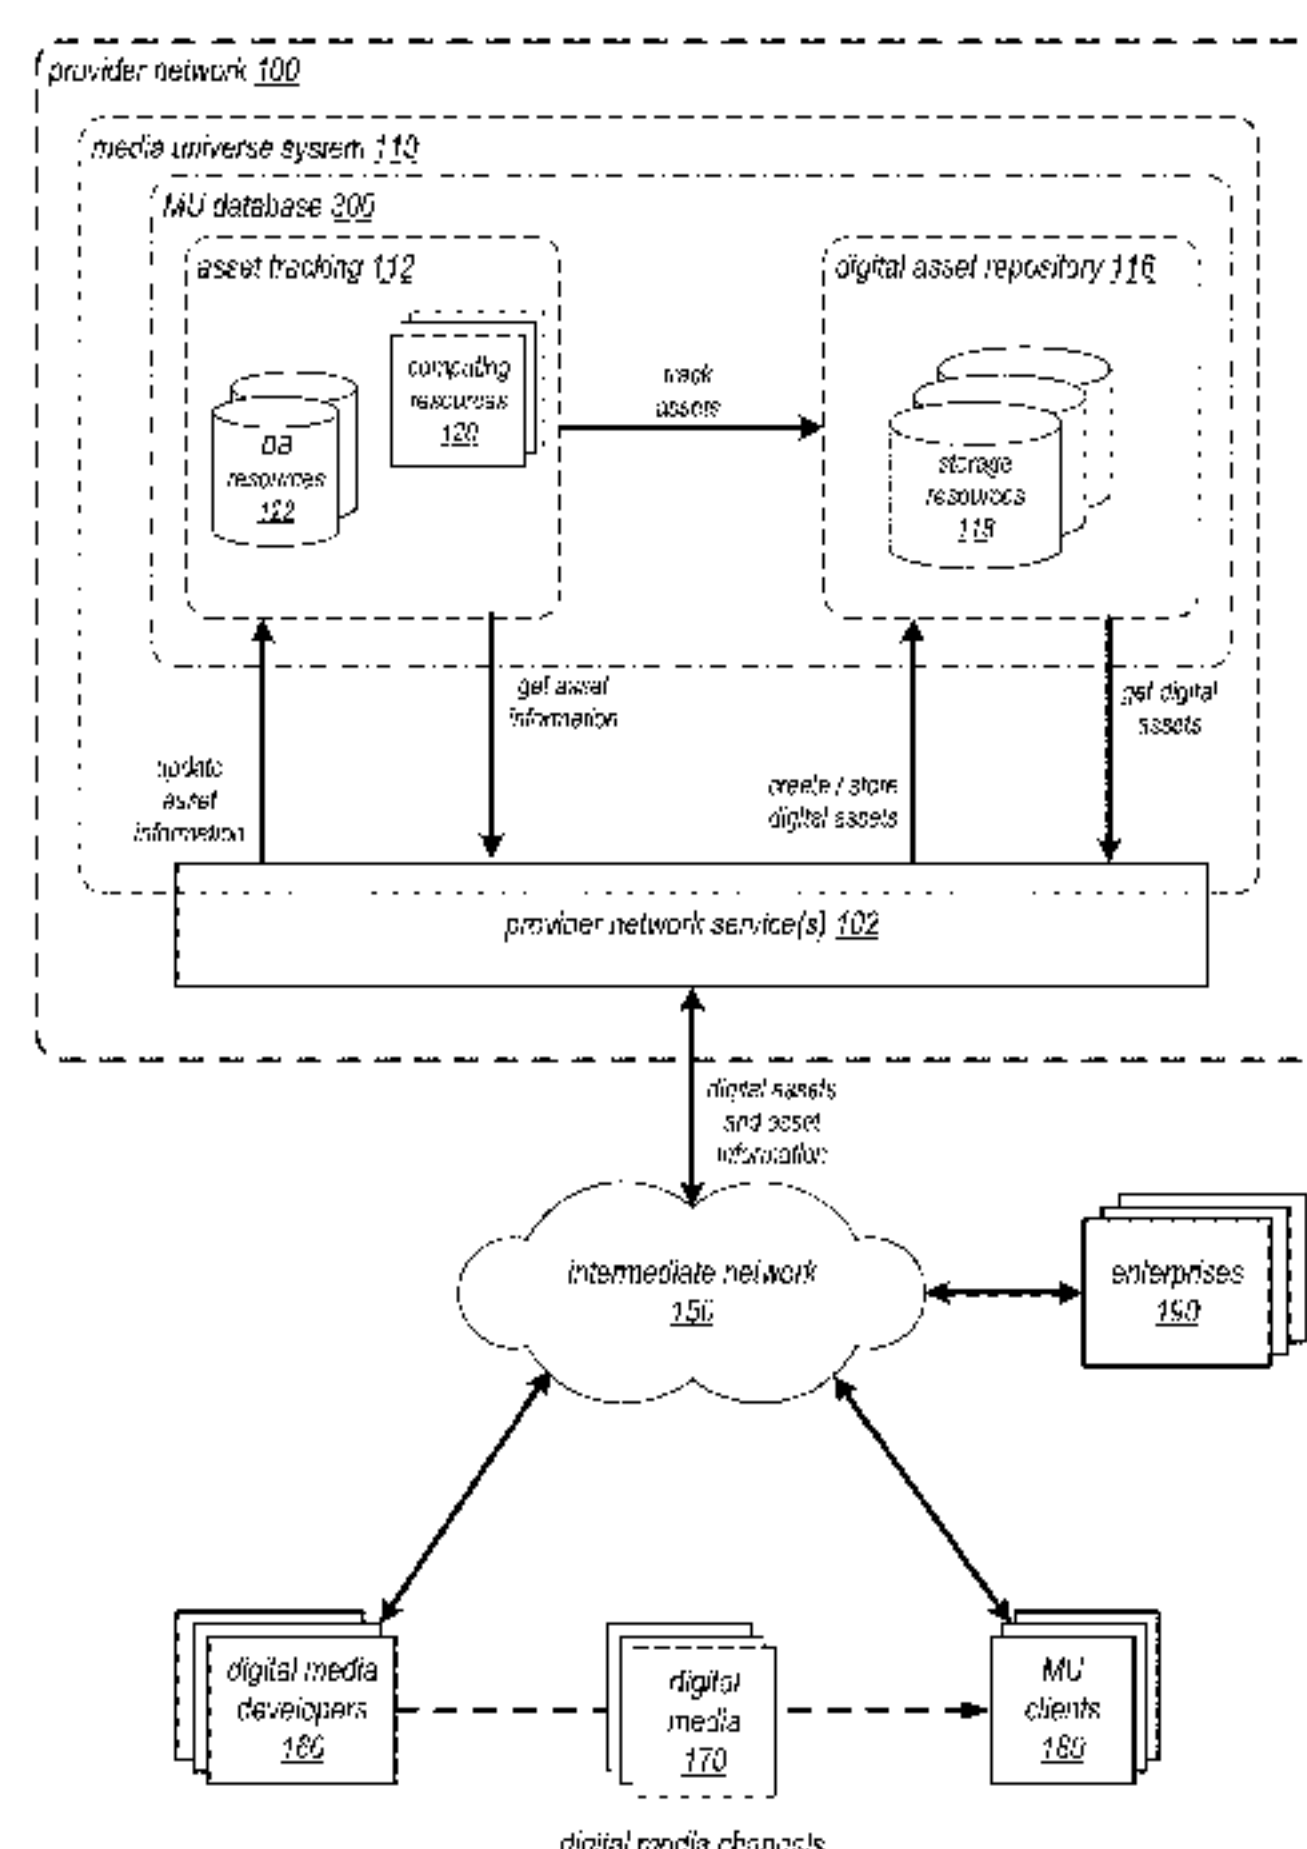 provider network 100
media universe system 110
MU database 300
asset tracking 112
digital asset repository 116
computing
resources
120
track
assets
DB
resources
122
storage
resources
118
get asset
information
get digital
assets
update
asset
information
create / store
digital assets
provider network service(s) 102
digital assets
and asset
information
intermediate network
150
enterprises
190
digital media
developers
160
digital
media
170
MU
clients
180
digital media channels